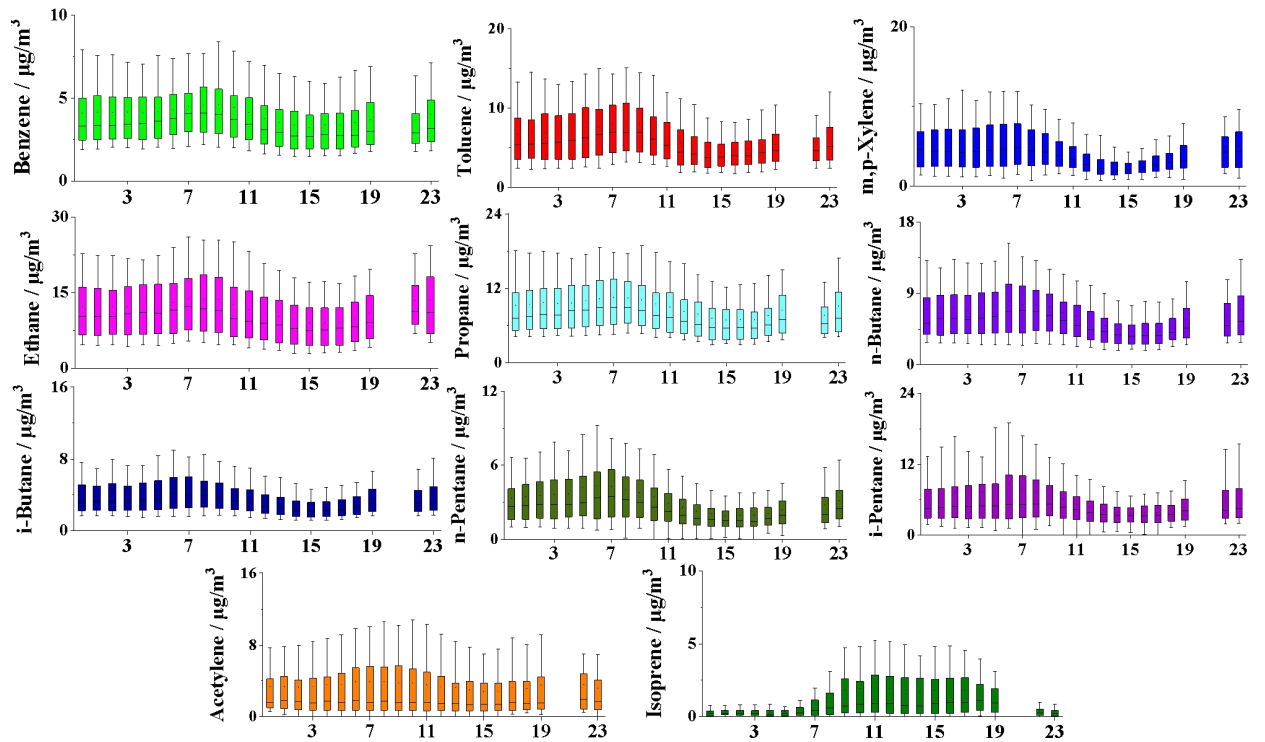 10 20 20
Benzene / µg/m³ 5 Toluene / µg/m³ 10 m,p-Xylene / µg/m³ 10
0 0 0
3 7 11 15 19 23 3 7 11 15 19 23 3 7 11 15 19 23
30 24 18
Ethane / µg/m³ 15 Propane / µg/m³ 12 n-Butane / µg/m³ 9
0 0 0
3 7 11 15 19 23 3 7 11 15 19 23 3 7 11 15 19 23
16 12 24
i-Butane / µg/m³ 8 n-Pentane / µg/m³ 6 i-Pentane / µg/m³ 12
0 0 0
3 7 11 15 19 23 3 7 11 15 19 23 3 7 11 15 19 23
16 10
Acetylene / µg/m³ 8 Isoprene / µg/m³ 5
0 0
3 7 11 15 19 23 3 7 11 15 19 23